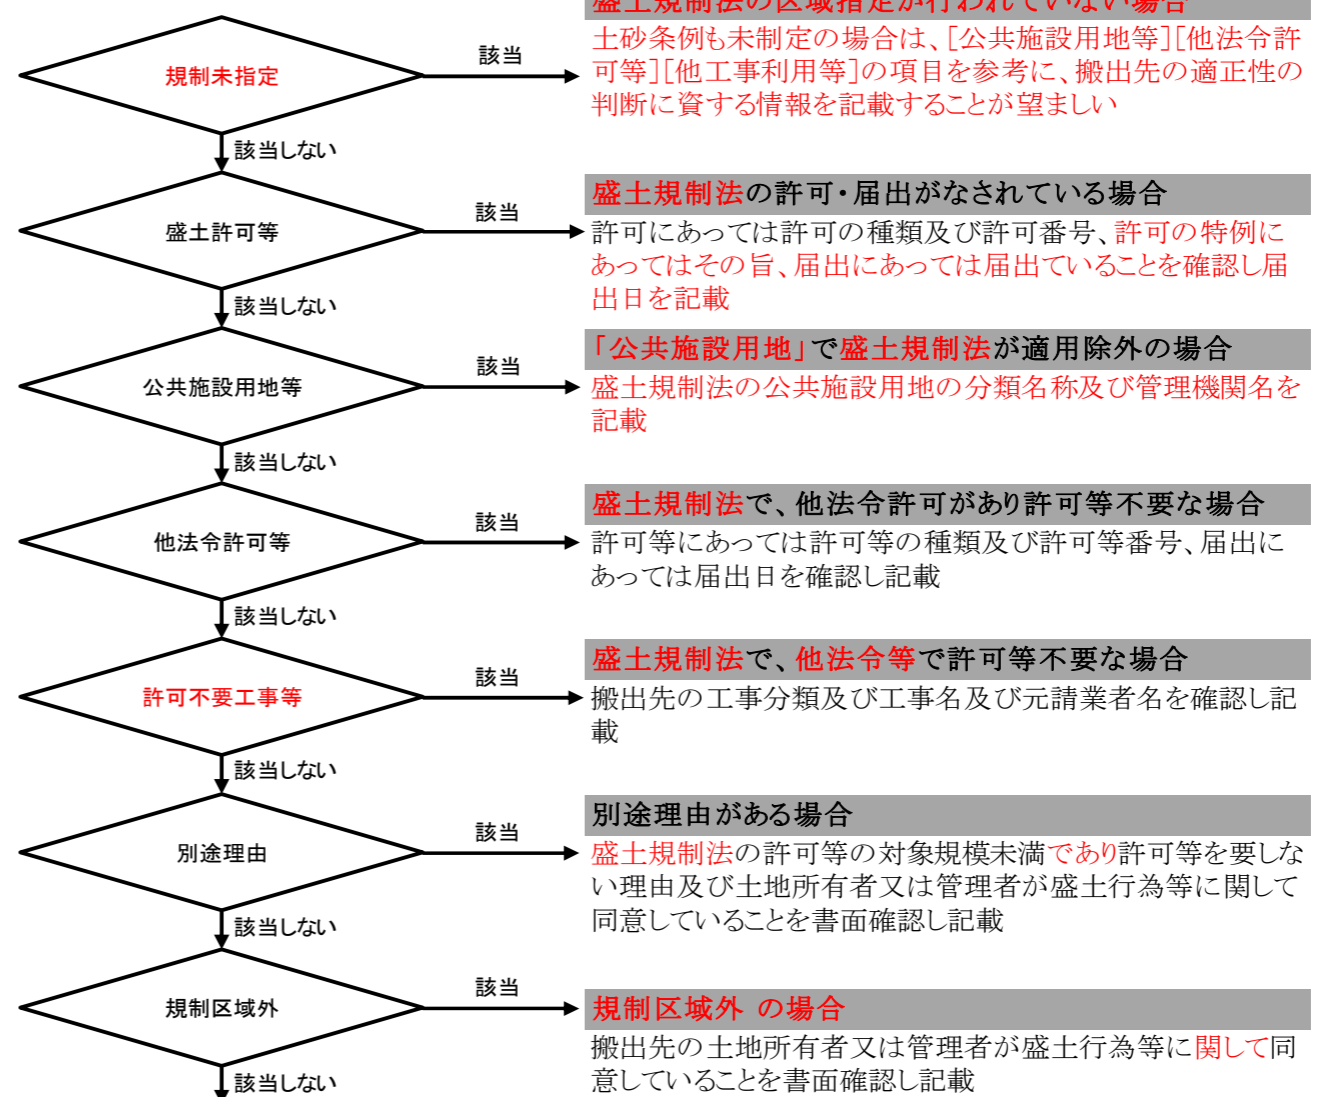 盛土規制法の区域指定が行われていない場合
規制未指定
該当
土砂条例も未制定の場合は、[公共施設用地等][他法令許
可等][他工事利用等]の項目を参考に、搬出先の適正性の
判断に資する情報を記載することが望ましい
該当しない
盛土規制法の許可・届出がなされている場合
盛土許可等
該当
許可にあっては許可の種類及び許可番号、許可の特例に
あってはその旨、届出にあっては届出ていることを確認し届
出日を記載
該当しない
「公共施設用地」で盛土規制法が適用除外の場合
公共施設用地等
該当
盛土規制法の公共施設用地の分類名称及び管理機関名を
記載
該当しない
盛土規制法で、他法令許可があり許可等不要な場合
他法令許可等
該当
許可等にあっては許可等の種類及び許可等番号、届出に
あっては届出日を確認し記載
該当しない
盛土規制法で、他法令等で許可等不要な場合
許可不要工事等
該当
搬出先の工事分類及び工事名及び元請業者名を確認し記
載
該当しない
別途理由がある場合
別途理由
該当
盛土規制法の許可等の対象規模未満であり許可等を要しな
い理由及び土地所有者又は管理者が盛土行為等に関して
同意していることを書面確認し記載
該当しない
規制区域外 の場合
規制区域外
該当
搬出先の土地所有者又は管理者が盛土行為等に関して同
意していることを書面確認し記載
該当しない